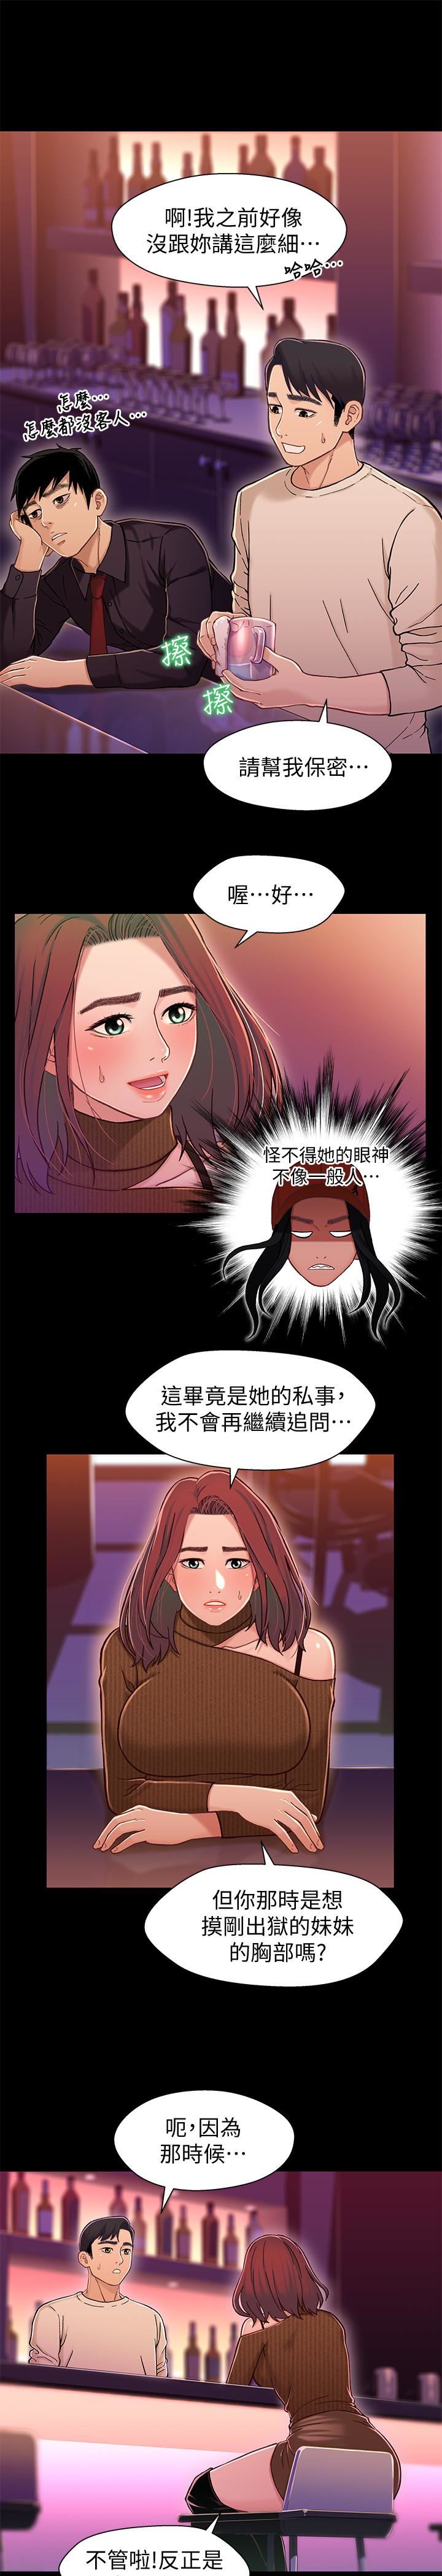 啊!我之前好像
沒跟妳講這麼細…
哈哈…
怎麼…
怎麼都沒客人…
擦
擦
請幫我保密…
喔…好…
怪不得她的眼神
不像一般人…
這畢竟是她的私事,
我不會再繼續追問…
但你那時是想
摸剛出獄的妹妹
的胸部嗎?
呃,因為
那時候…
不管啦!反正是